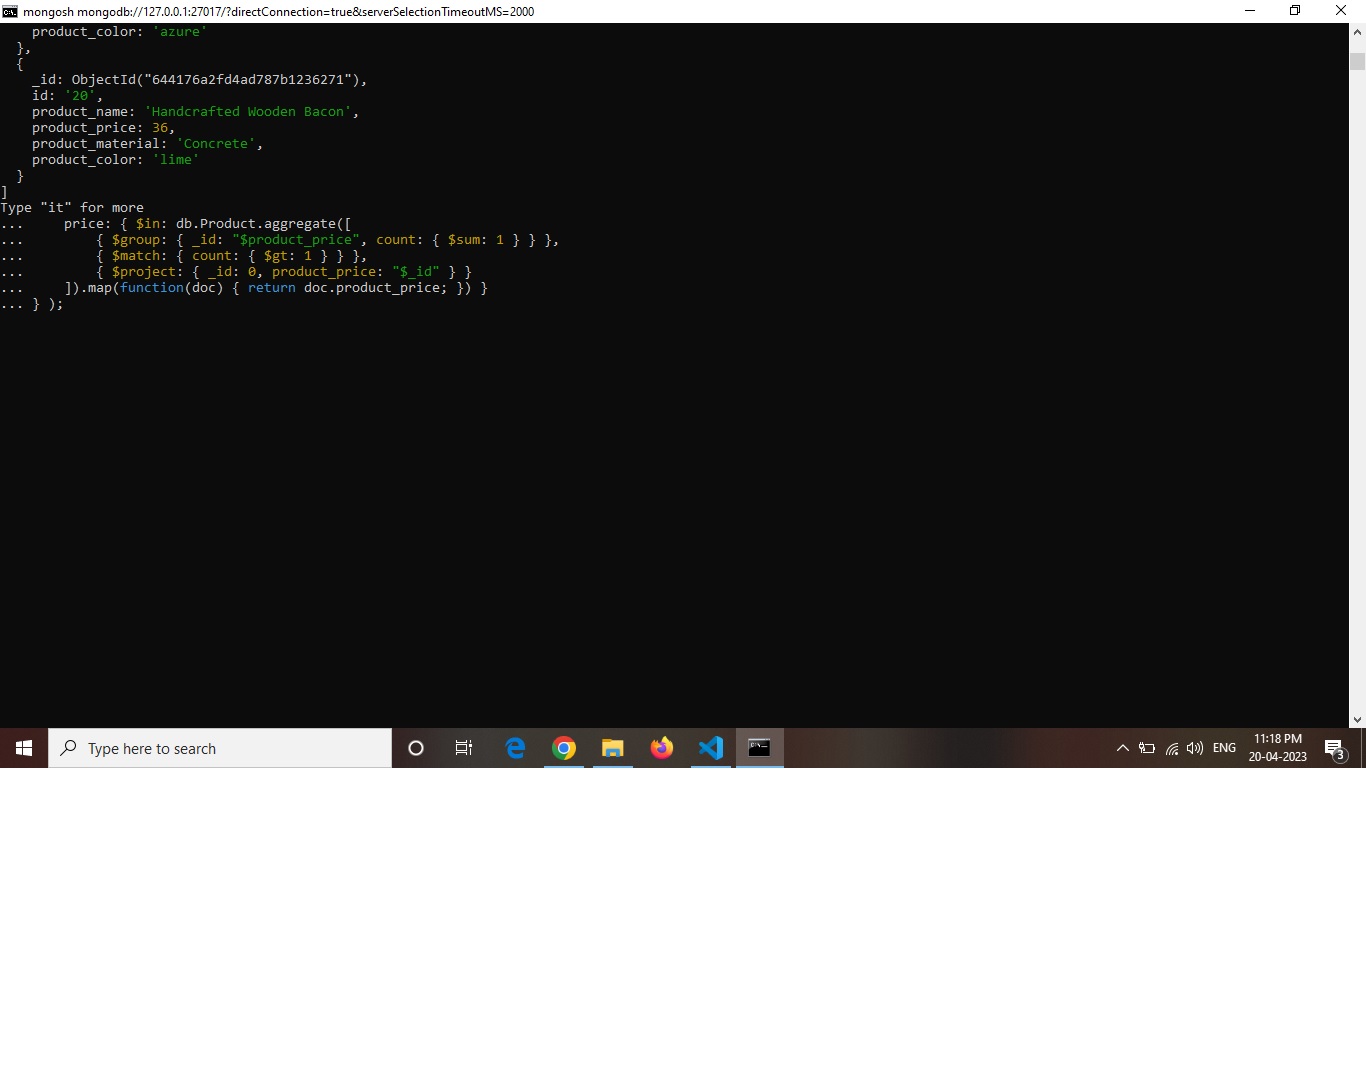 mongosh mongodb://127.0.0.1:27017/?directConnection=true&serverSelectionTimeoutMS=2000
    product_color: 'azure'
  },
  {
    _id: ObjectId("644176a2fd4ad787b1236271"),
    id: '20',
    product_name: 'Handcrafted Wooden Bacon',
    product_price: 36,
    product_material: 'Concrete',
    product_color: 'lime'
  }
]
Type "it" for more
...     price: { $in: db.Product.aggregate([
...         { $group: { _id: "$product_price", count: { $sum: 1 } } },
...         { $match: { count: { $gt: 1 } } },
...         { $project: { _id: 0, product_price: "$_id" } }
...     ]).map(function(doc) { return doc.product_price; }) }
... } );
Type here to search
ENG
11:18 PM
20-04-2023
3